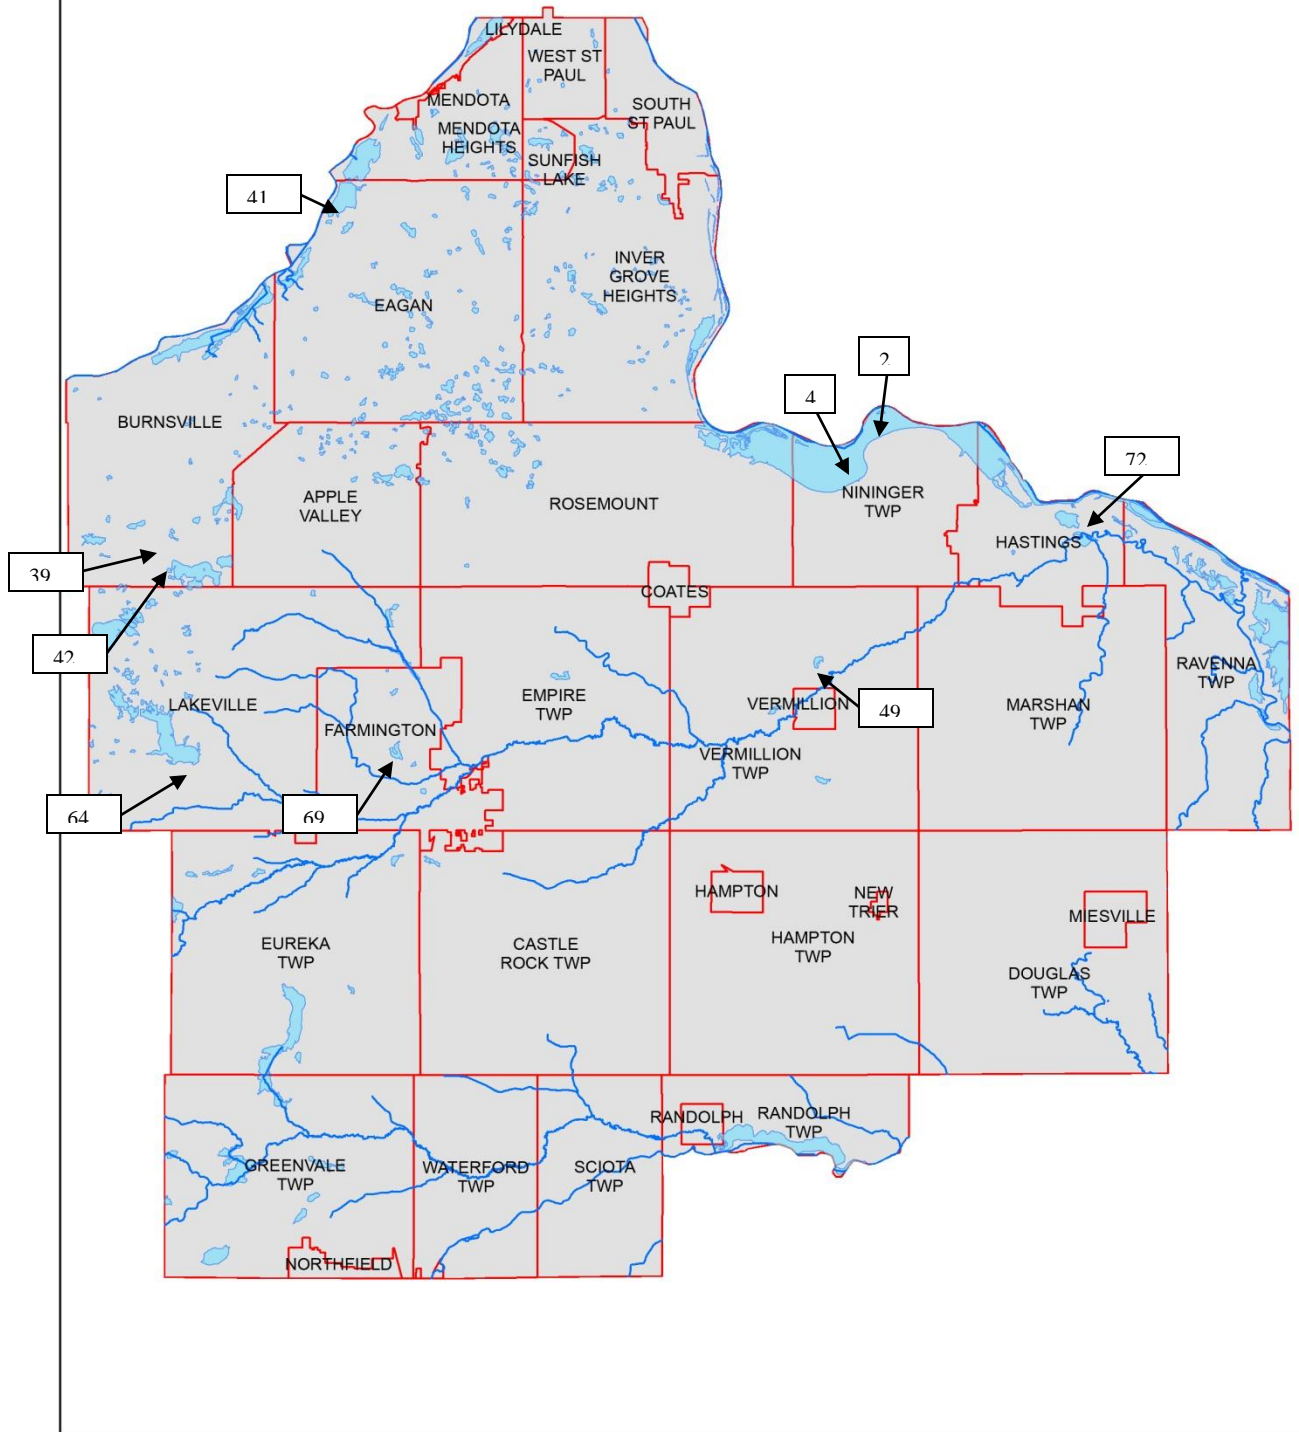 LILYDALE
WEST ST
PAUL
MENDOTA
SOUTH
ST PAUL
MENDOTA
HEIGHTS
SUNFISH
LAKE
41
INVER
GROVE
HEIGHTS
EAGAN
2
4
BURNSVILLE
72
APPLE
VALLEY
ROSEMOUNT
NININGER
TWP
HASTINGS
39
COATES
42
RAVENNA
TWP
LAKEVILLE
EMPIRE
TWP
VERMILLION
49
MARSHAN
TWP
FARMINGTON
VERMILLION
TWP
64
69
HAMPTON
NEW
TRIER
MIESVILLE
EUREKA
TWP
CASTLE
ROCK TWP
HAMPTON
TWP
DOUGLAS
TWP
RANDOLPH
RANDOLPH
TWP
GREENVALE
TWP
WATERFORD
TWP
SCIOTA
TWP
NORTHFIELD